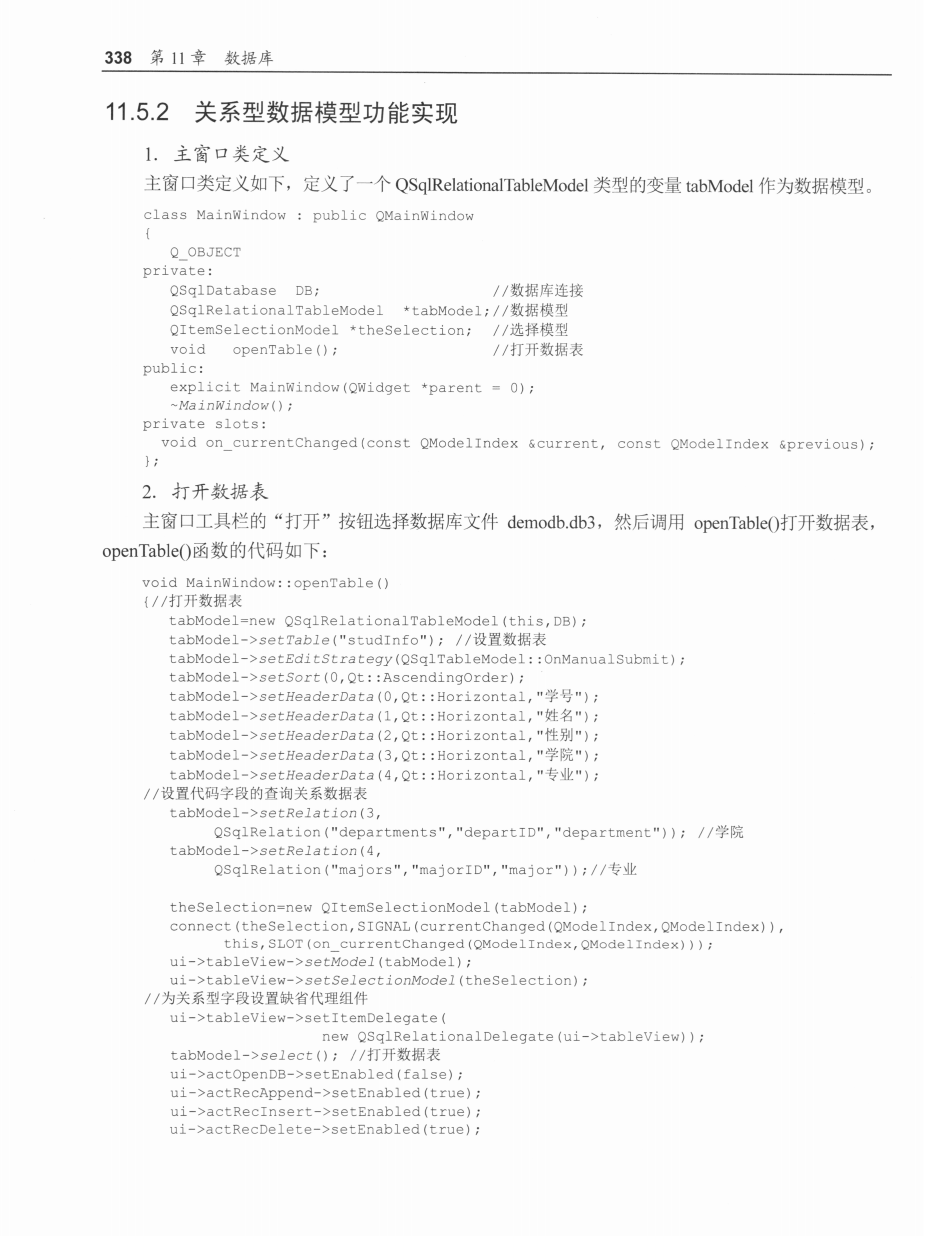 338 第 11 章 数据库
11.5.2 关系型数据模型功能实现
1. 主窗口类定义
主窗口类定义如下，定义了一个 QSqlRelationalTableModel 类型的变量 tabModel 作为数据模型。
class MainWindow : public QMainWindow
{
   Q_OBJECT
private:
   QSqlDatabase  DB;                   //数据库连接
   QSqlRelationalTableModel  *tabModel;//数据模型
   QItemSelectionModel *theSelection;  //选择模型
   void   openTable();                 //打开数据表
public:
   explicit MainWindow(QWidget *parent = 0);
   ~MainWindow();
private slots:
  void on_currentChanged(const QModelIndex &current, const QModelIndex &previous);
};
2. 打开数据表
主窗口工具栏的“打开”按钮选择数据库文件 demodb.db3，然后调用 openTable()打开数据表，
openTable()函数的代码如下：
void MainWindow::openTable()
{//打开数据表
   tabModel=new QSqlRelationalTableModel(this,DB);
   tabModel->setTable("studInfo"); //设置数据表
   tabModel->setEditStrategy(QSqlTableModel::OnManualSubmit);
   tabModel->setSort(0,Qt::AscendingOrder);
   tabModel->setHeaderData(0,Qt::Horizontal,"学号");
   tabModel->setHeaderData(1,Qt::Horizontal,"姓名");
   tabModel->setHeaderData(2,Qt::Horizontal,"性别");
   tabModel->setHeaderData(3,Qt::Horizontal,"学院");
   tabModel->setHeaderData(4,Qt::Horizontal,"专业");
//设置代码字段的查询关系数据表
   tabModel->setRelation(3,
        QSqlRelation("departments","departID","department")); //学院
   tabModel->setRelation(4,
        QSqlRelation("majors","majorID","major"));//专业
   theSelection=new QItemSelectionModel(tabModel);
   connect(theSelection,SIGNAL(currentChanged(QModelIndex,QModelIndex)),
         this,SLOT(on_currentChanged(QModelIndex,QModelIndex)));
   ui->tableView->setModel(tabModel);
   ui->tableView->setSelectionModel(theSelection);
//为关系型字段设置缺省代理组件
   ui->tableView->setItemDelegate(
                    new QSqlRelationalDelegate(ui->tableView));
   tabModel->select(); //打开数据表
   ui->actOpenDB->setEnabled(false);
   ui->actRecAppend->setEnabled(true);
   ui->actRecInsert->setEnabled(true);
   ui->actRecDelete->setEnabled(true);